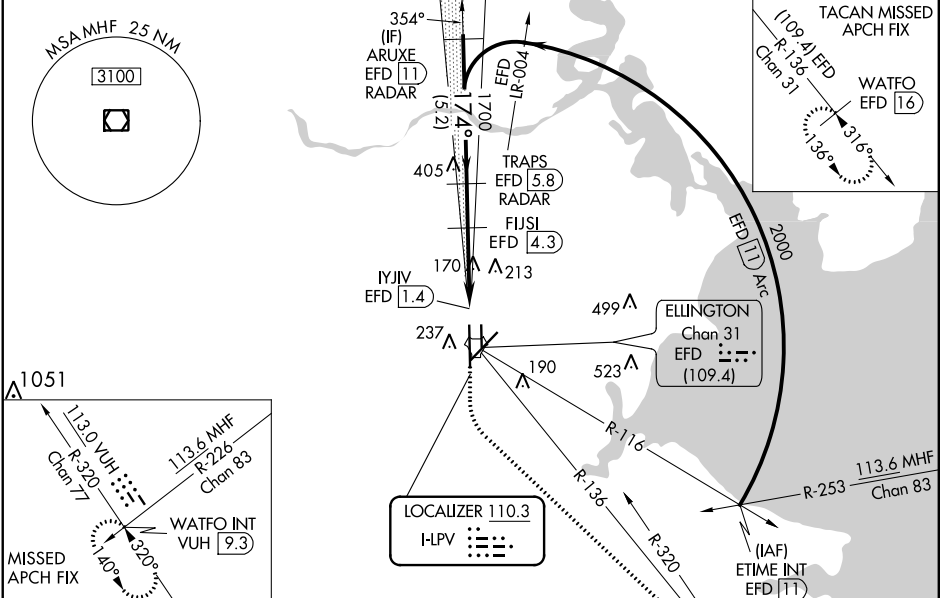 MSA MHF 25 NM
3100
354°
(IF)
ARUXE
EFD 11
RADAR
1700
174°
(5.2)
EFD
LR-004
TACAN MISSED
APCH FIX
(109.4) EFD
R-136
Chan 31
WATFO
EFD 16
316°
136°
405
TRAPS
EFD 5.8
RADAR
FIJSI
EFD 4.3
170
213
IYJIV
EFD 1.4
2000
EFD 11 Arc
237
499
523
190
ELLINGTON
Chan 31
EFD
(109.4)
1051
113.0 VUH
R-320
Chan 77
113.6 MHF
R-226
Chan 83
WATFO INT
VUH 9.3
320°
140°
MISSED
APCH FIX
LOCALIZER 110.3
I-LPV
R-116
R-136
R-320
R-253
113.6 MHF
Chan 83
(IAF)
ETIME INT
EFD 11